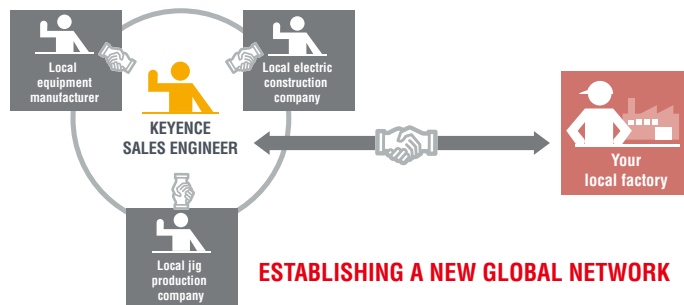 Local
equipment
manufacturer
Local electric
construction
company
KEYENCE
SALES ENGINEER
Your
local factory
Local jig
production
company
ESTABLISHING A NEW GLOBAL NETWORK